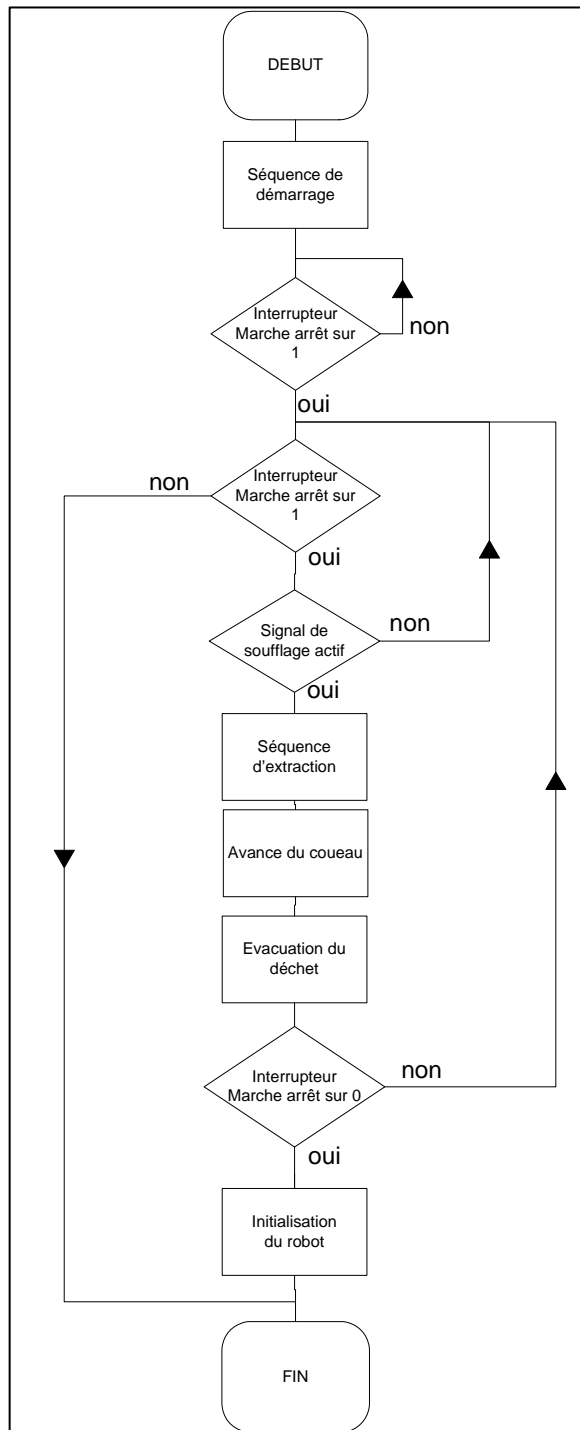 DEBUT
Séquence de
démarrage
Interrupteur
Marche arrêt sur
1
non
oui
non
Interrupteur
Marche arrêt sur
1
oui
Signal de
soufflage actif
non
oui
Séquence
d'extraction
Avance du coueau
Evacuation du
déchet
Interrupteur
Marche arrêt sur 0
non
oui
Initialisation
du robot
FIN